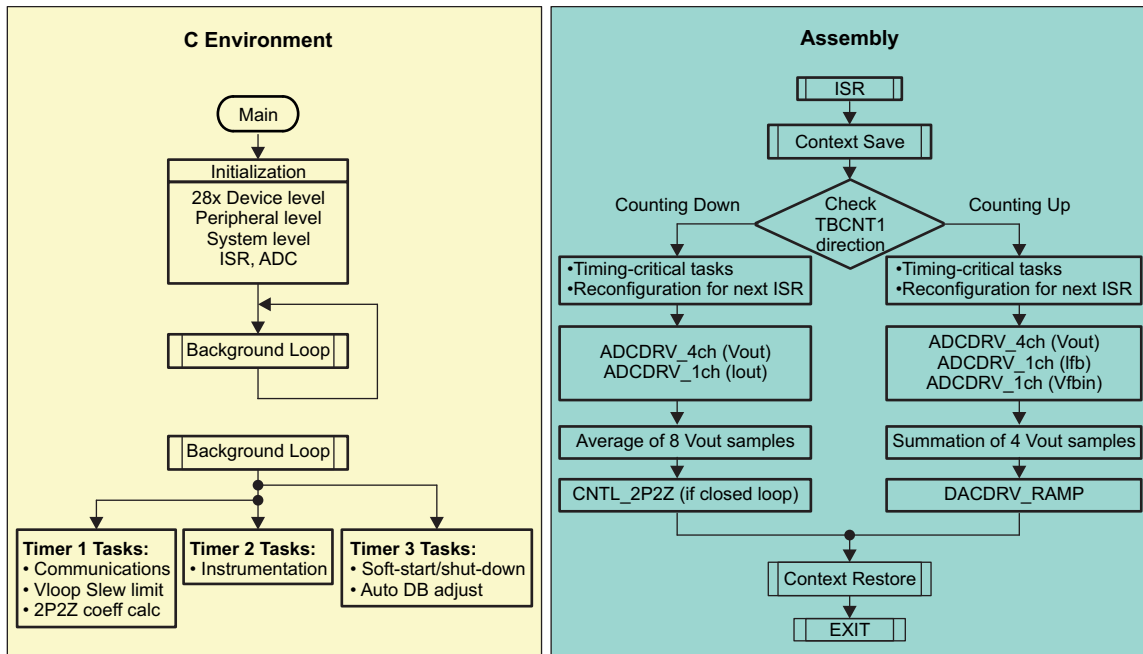 C Environment
Main
Initialization
28x Device level
Peripheral level
System level
ISR, ADC
Background Loop
Background Loop
Timer 1 Tasks:
• Communications
• Vloop Slew limit
• 2P2Z coeff calc
Timer 2 Tasks:
• Instrumentation
Timer 3 Tasks:
• Soft-start/shut-down
• Auto DB adjust
Assembly
ISR
Context Save
Check
TBCNT1
direction
Counting Down
Counting Up
•Timing-critical tasks
•Reconfiguration for next ISR
ADCDRV_4ch (Vout)
ADCDRV_1ch (Iout)
Average of 8 Vout samples
CNTL_2P2Z (if closed loop)
•Timing-critical tasks
•Reconfiguration for next ISR
ADCDRV_4ch (Vout)
ADCDRV_1ch (Ifb)
ADCDRV_1ch (Vfbin)
Summation of 4 Vout samples
DACDRV_RAMP
Context Restore
EXIT